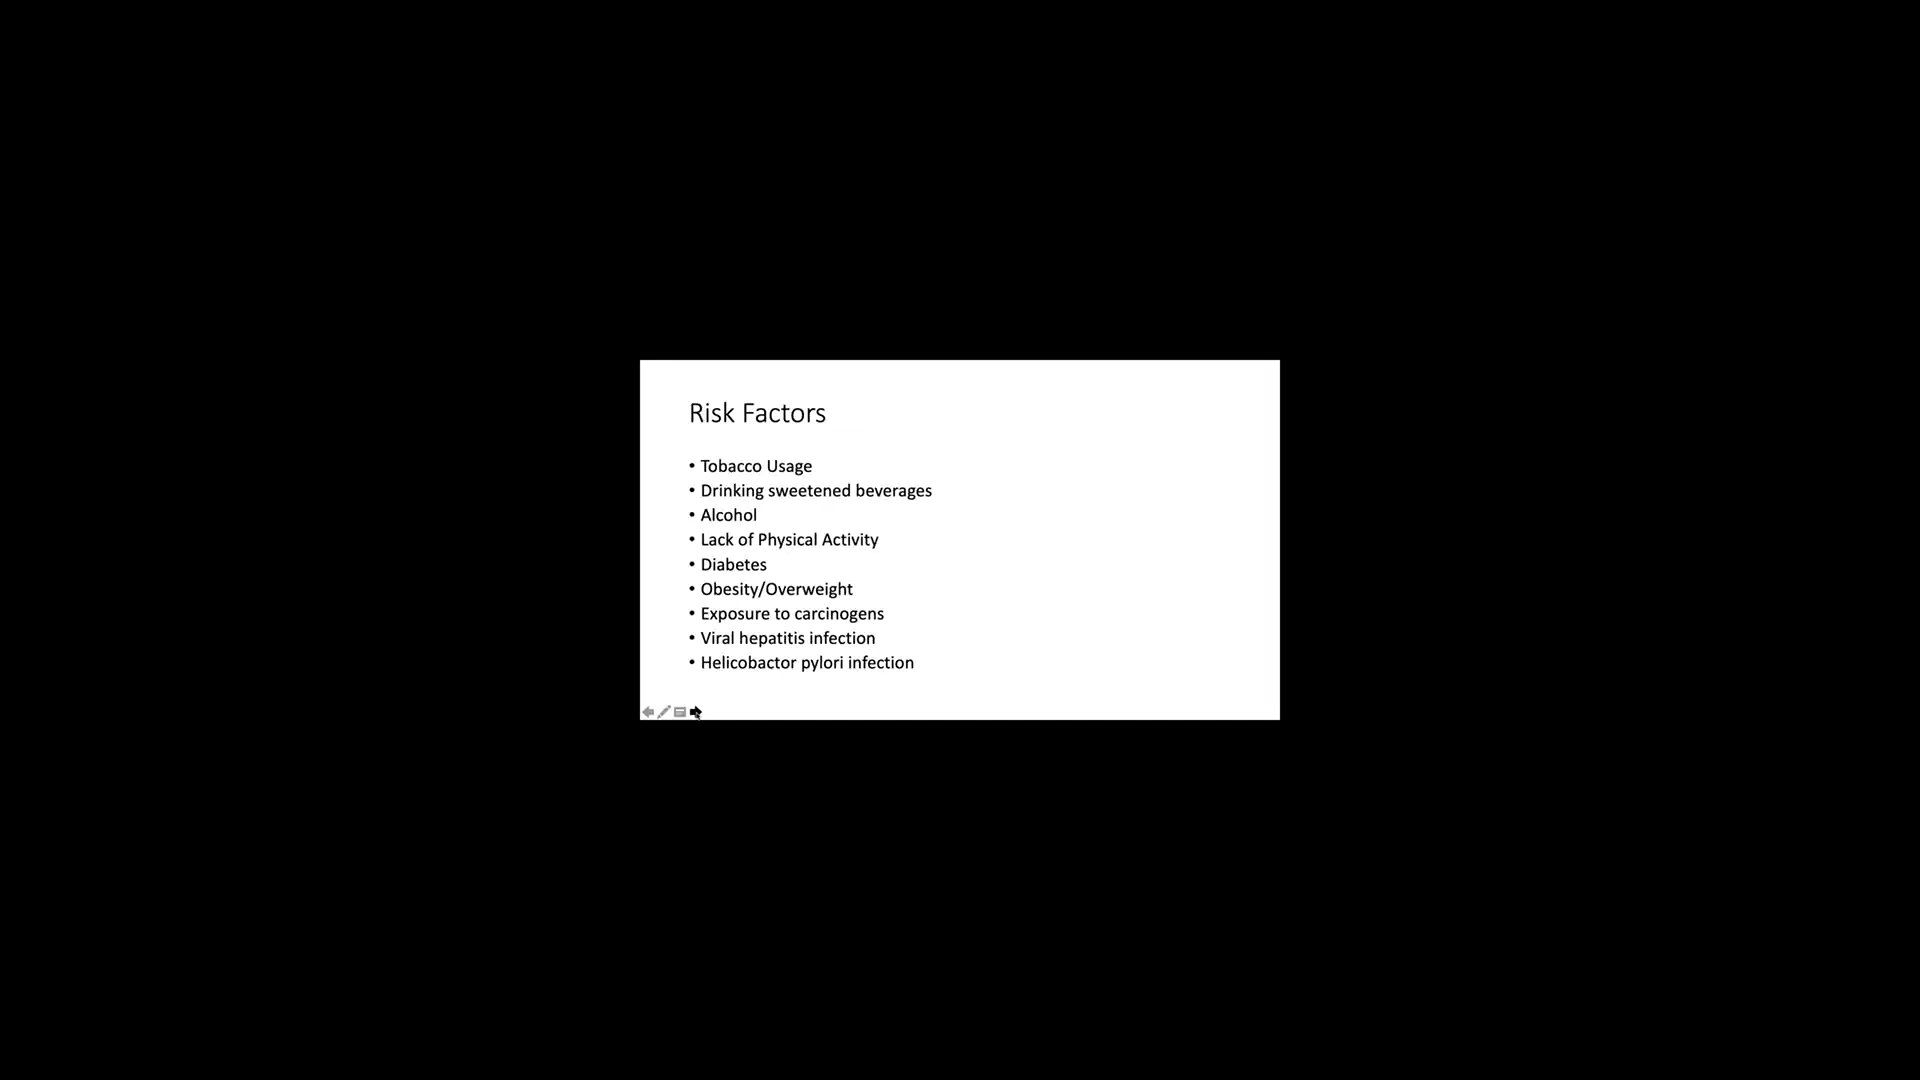 Risk Factors
• Tobacco Usage
• Drinking sweetened beverages
• Alcohol
• Lack of Physical Activity
• Diabetes
• Obesity/Overweight
• Exposure to carcinogens
• Viral hepatitis infection
• Helicobactor pylori infection